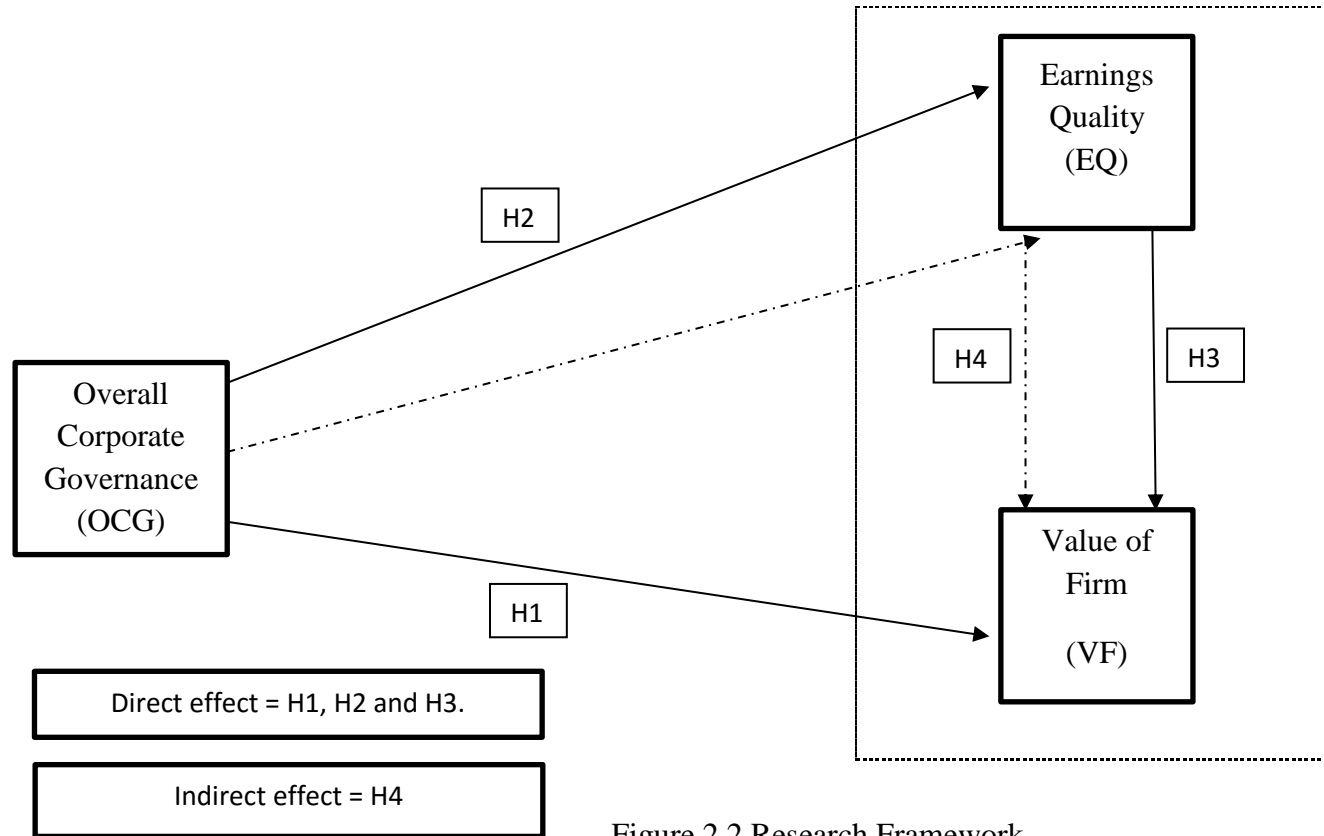 Earnings
Quality
(EQ)
H2
H4
H3
Overall
Corporate
Governance
(OCG)
Value of
Firm
(VF)
H1
Direct effect = H1, H2 and H3.
Indirect effect = H4
Figure 2.2 Research Framework